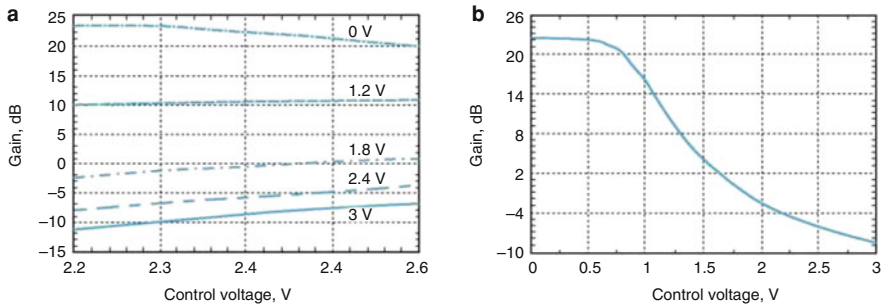 a
25
20
15
10
5
0
−5
−10
−15
Gain, dB
0 V
1.2 V
1.8 V
2.4 V
3 V
2.2
2.3
2.4
2.4
2.6
Control voltage, V
b
26
20
14
8
2
−4
−10
Gain, dB
0
0.5
1
1.5
2
2.5
3
Control voltage, V